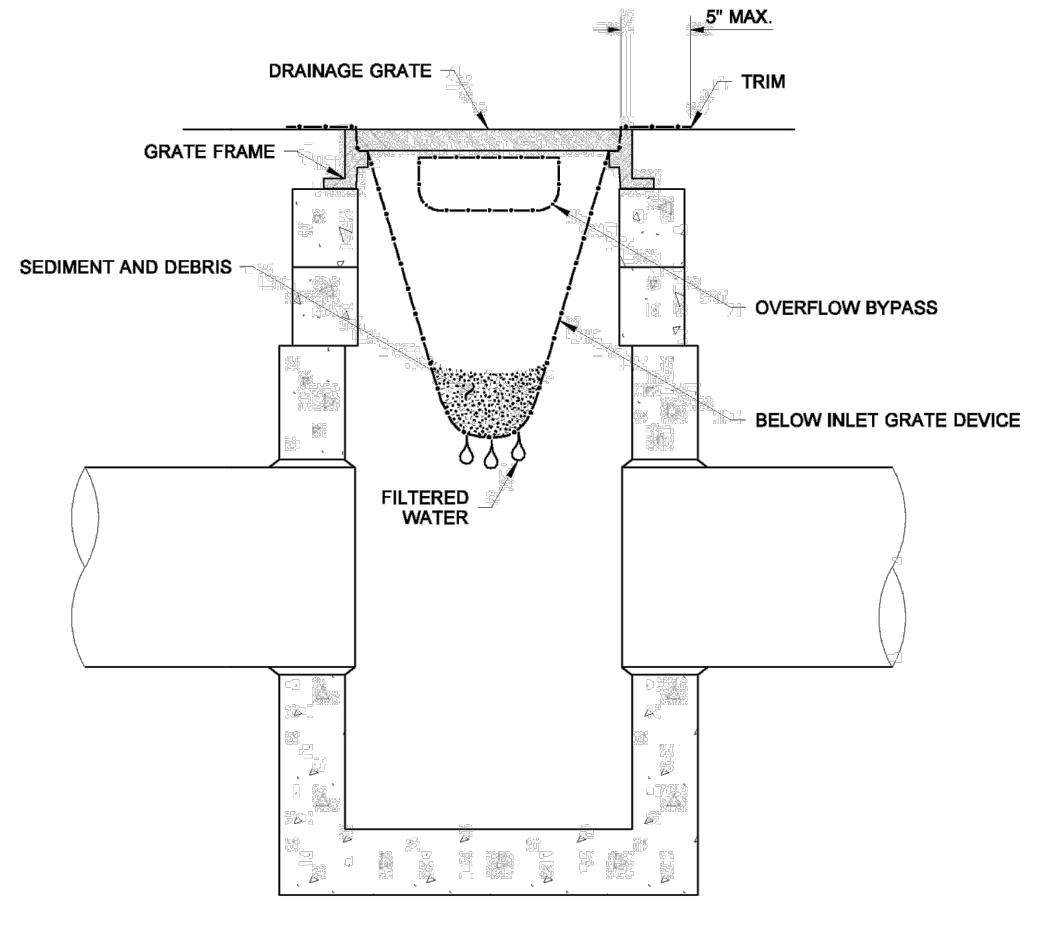 5" MAX.
DRAINAGE GRATE
TRIM
GRATE FRAME
SEDIMENT AND DEBRIS
OVERFLOW BYPASS
BELOW INLET GRATE DEVICE
FILTERED
WATER